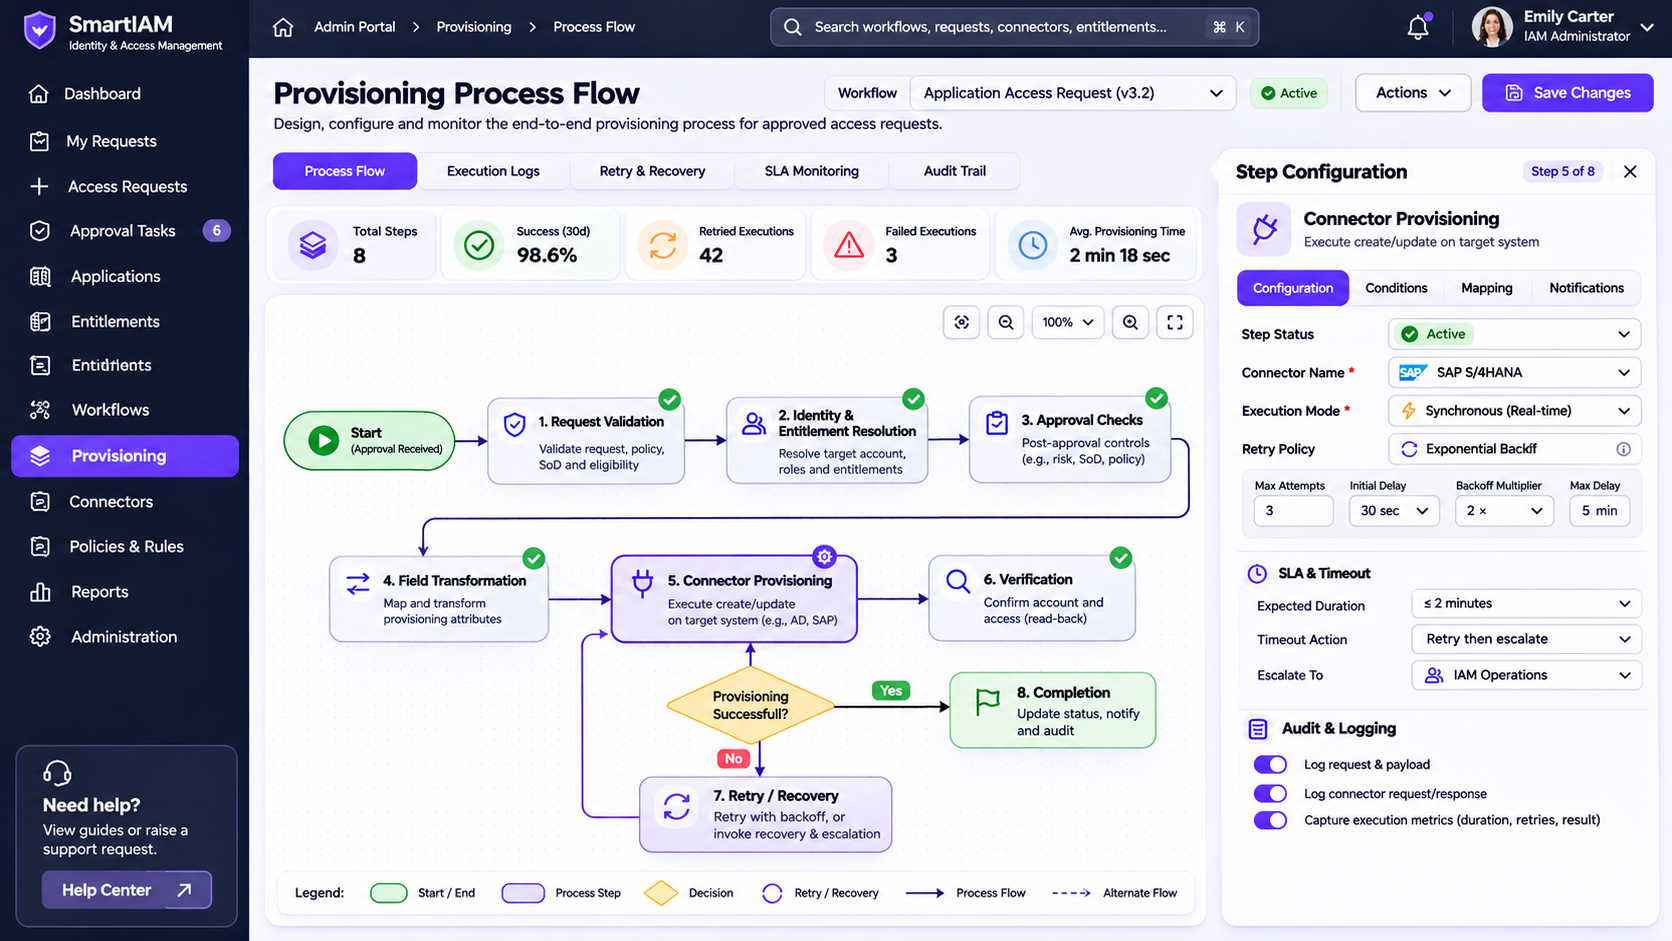 SmartIAM
Identity & Access Management
Admin Portal
Provisioning
Process Flow
Search workflows, requests, connectors, entitlements...
⌘ K
Emily Carter
IAM Administrator
Dashboard
My Requests
Access Requests
Approval Tasks
6
Applications
Entitlements
Workflows
Provisioning
Connectors
Policies & Rules
Reports
Administration
Need help?
View guides or raise a
support request.
Help Center
Provisioning Process Flow
Design, configure and monitor the end-to-end provisioning process for approved access requests.
Workflow
Application Access Request (v3.2)
Active
Actions
Save Changes
Process Flow
Execution Logs
Retry & Recovery
SLA Monitoring
Audit Trail
Total Steps
8
Success (30d)
98.6%
Retried Executions
42
Failed Executions
3
Avg. Provisioning Time
2 min 18 sec
100%
Start
(Approval Received)
1. Request Validation
Validate request, policy,
SoD and eligibility
2. Identity &
Entitlement Resolution
Resolve target account,
roles and entitlements
3. Approval Checks
Post-approval controls
(e.g., risk, SoD, policy)
4. Field Transformation
Map and transform
provisioning attributes
5. Connector Provisioning
Execute create/update
on target system (e.g., AD, SAP)
6. Verification
Confirm account and
access (read-back)
Provisioning
Successfull?
Yes
No
8. Completion
Update status, notify
and audit
7. Retry / Recovery
Retry with backoff, or
invoke recovery & escalation
Legend:
Start / End
Process Step
Decision
Retry / Recovery
Process Flow
Alternate Flow
Step Configuration
Step 5 of 8
Connector Provisioning
Execute create/update on target system
Configuration
Conditions
Mapping
Notifications
Step Status
Active
Connector Name *
SAP
SAP S/4HANA
Execution Mode *
Synchronous (Real-time)
Retry Policy
Exponential
Max Attempts
3
Initial Delay
30 sec
Backoff Multiplier
2 ×
Max Delay
5 min
SLA & Timeout
Expected Duration
≤ 2 minutes
Timeout Action
Retry then escalate
Escalate To
IAM Operations
Audit & Logging
Log request & payload
Log connector request/response
Capture execution metrics (duration, retries, result)